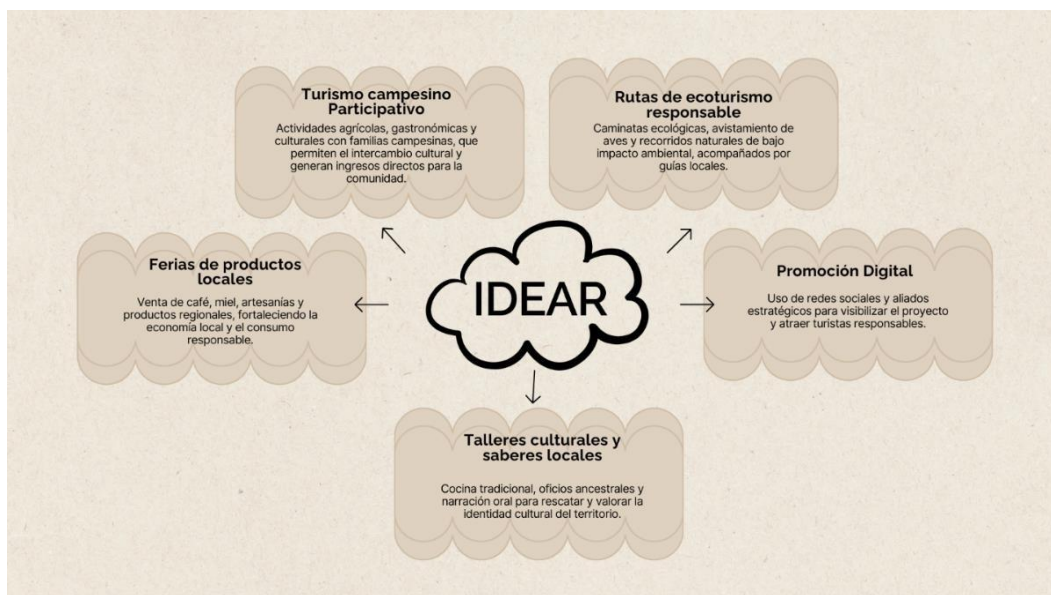 Turismo campesino
Participativo
Actividades agrícolas, gastronómicas y
culturales con familias campesinas, que
permiten el intercambio cultural y
generan ingresos directos para la
comunidad.
Rutas de ecoturismo
responsable
Caminatas ecológicas, avistamiento de
aves y recorridos naturales de bajo
impacto ambiental, acompañados por
guías locales.
Ferias de productos
locales
Venta de café, miel, artesanías y
productos regionales, fortaleciendo la
economía local y el consumo
responsable.
IDEAR
Promoción Digital
Uso de redes sociales y aliados
estratégicos para visibilizar el proyecto
y atraer turistas responsables.
Talleres culturales y
saberes locales
Cocina tradicional, oficios ancestrales y
narración oral para rescatar y valorar la
identidad cultural del territorio.